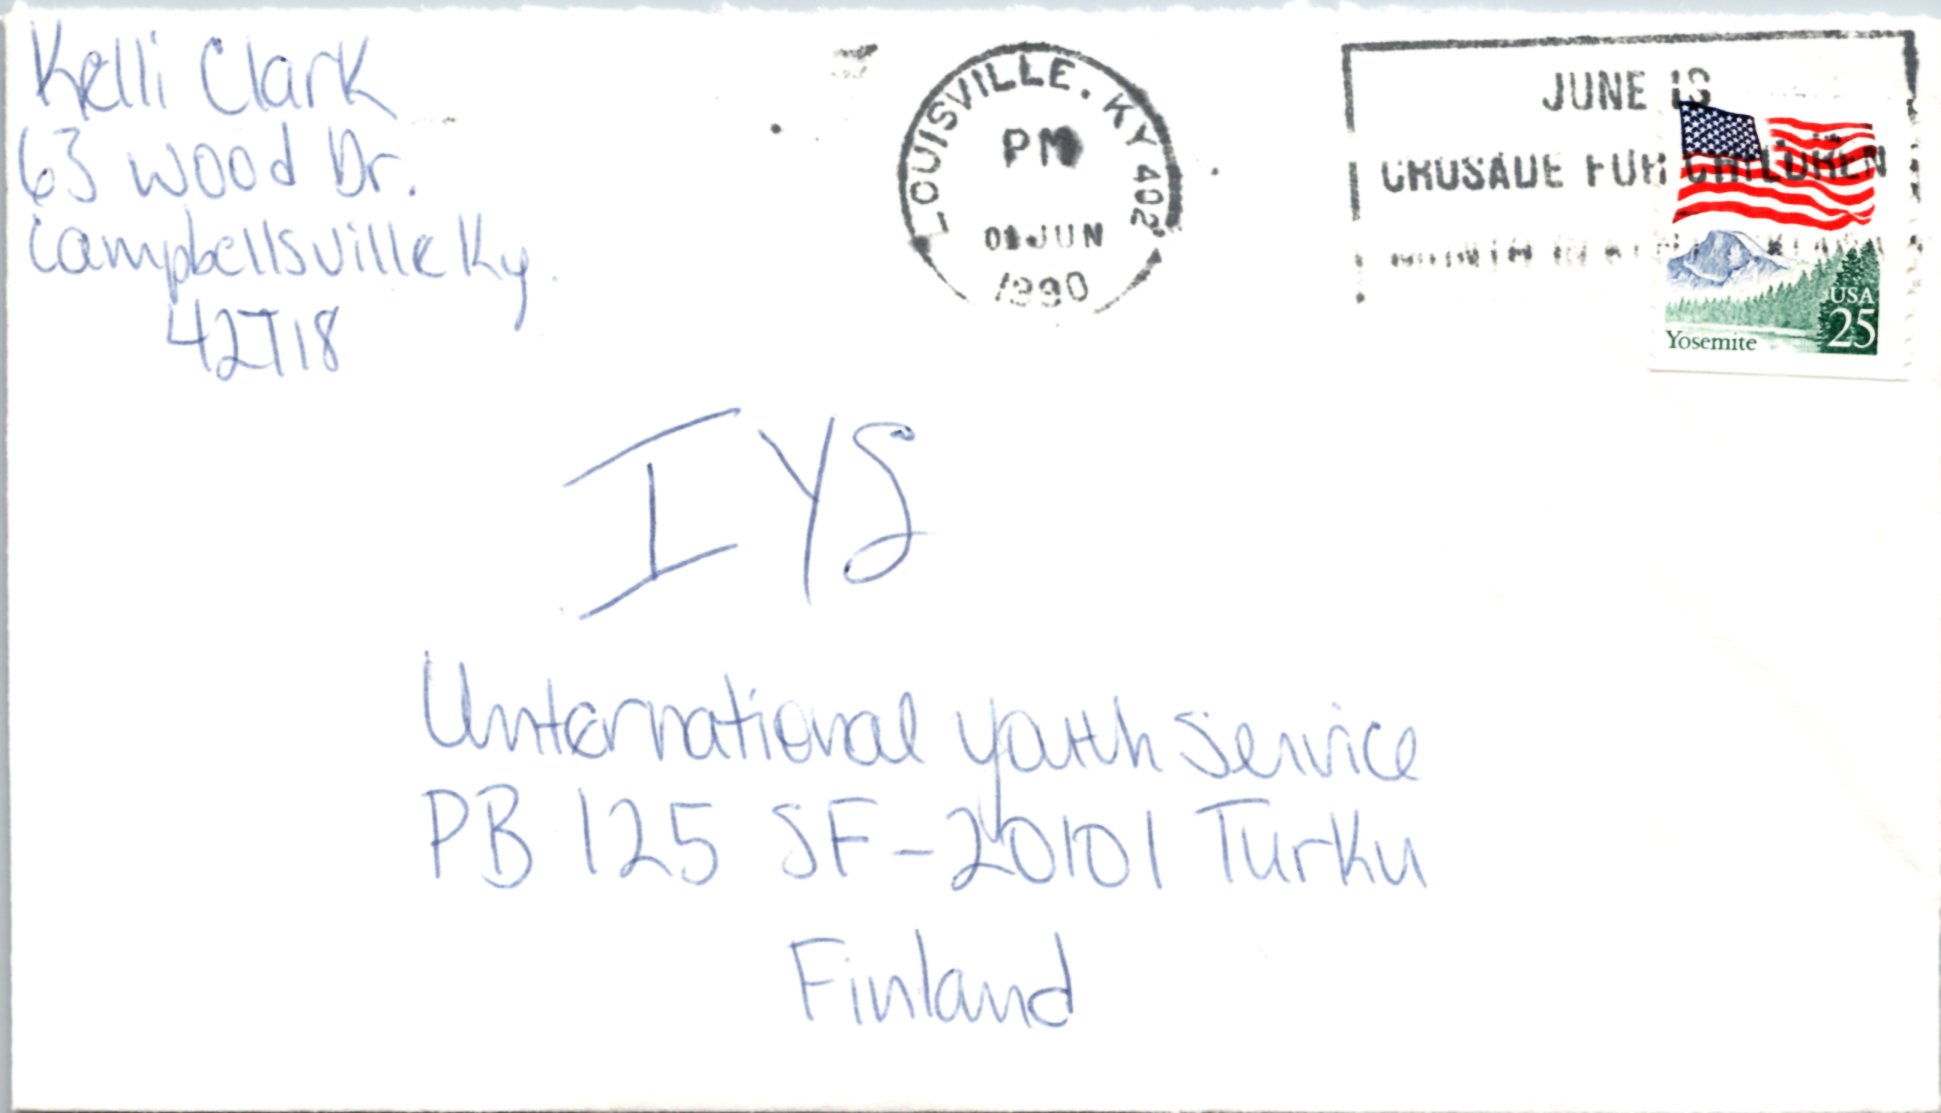 Kelli Clark
63 Wood Dr.
Campbellsville Ky.
42718
LOUISVILLE, KY 402
PM
JUN
1990
JUNE
CRUSADE FOR CHILDREN
USA
25
Yosemite
IYS
International Youth Service
PB 125 SF-20101 Turku
Finland